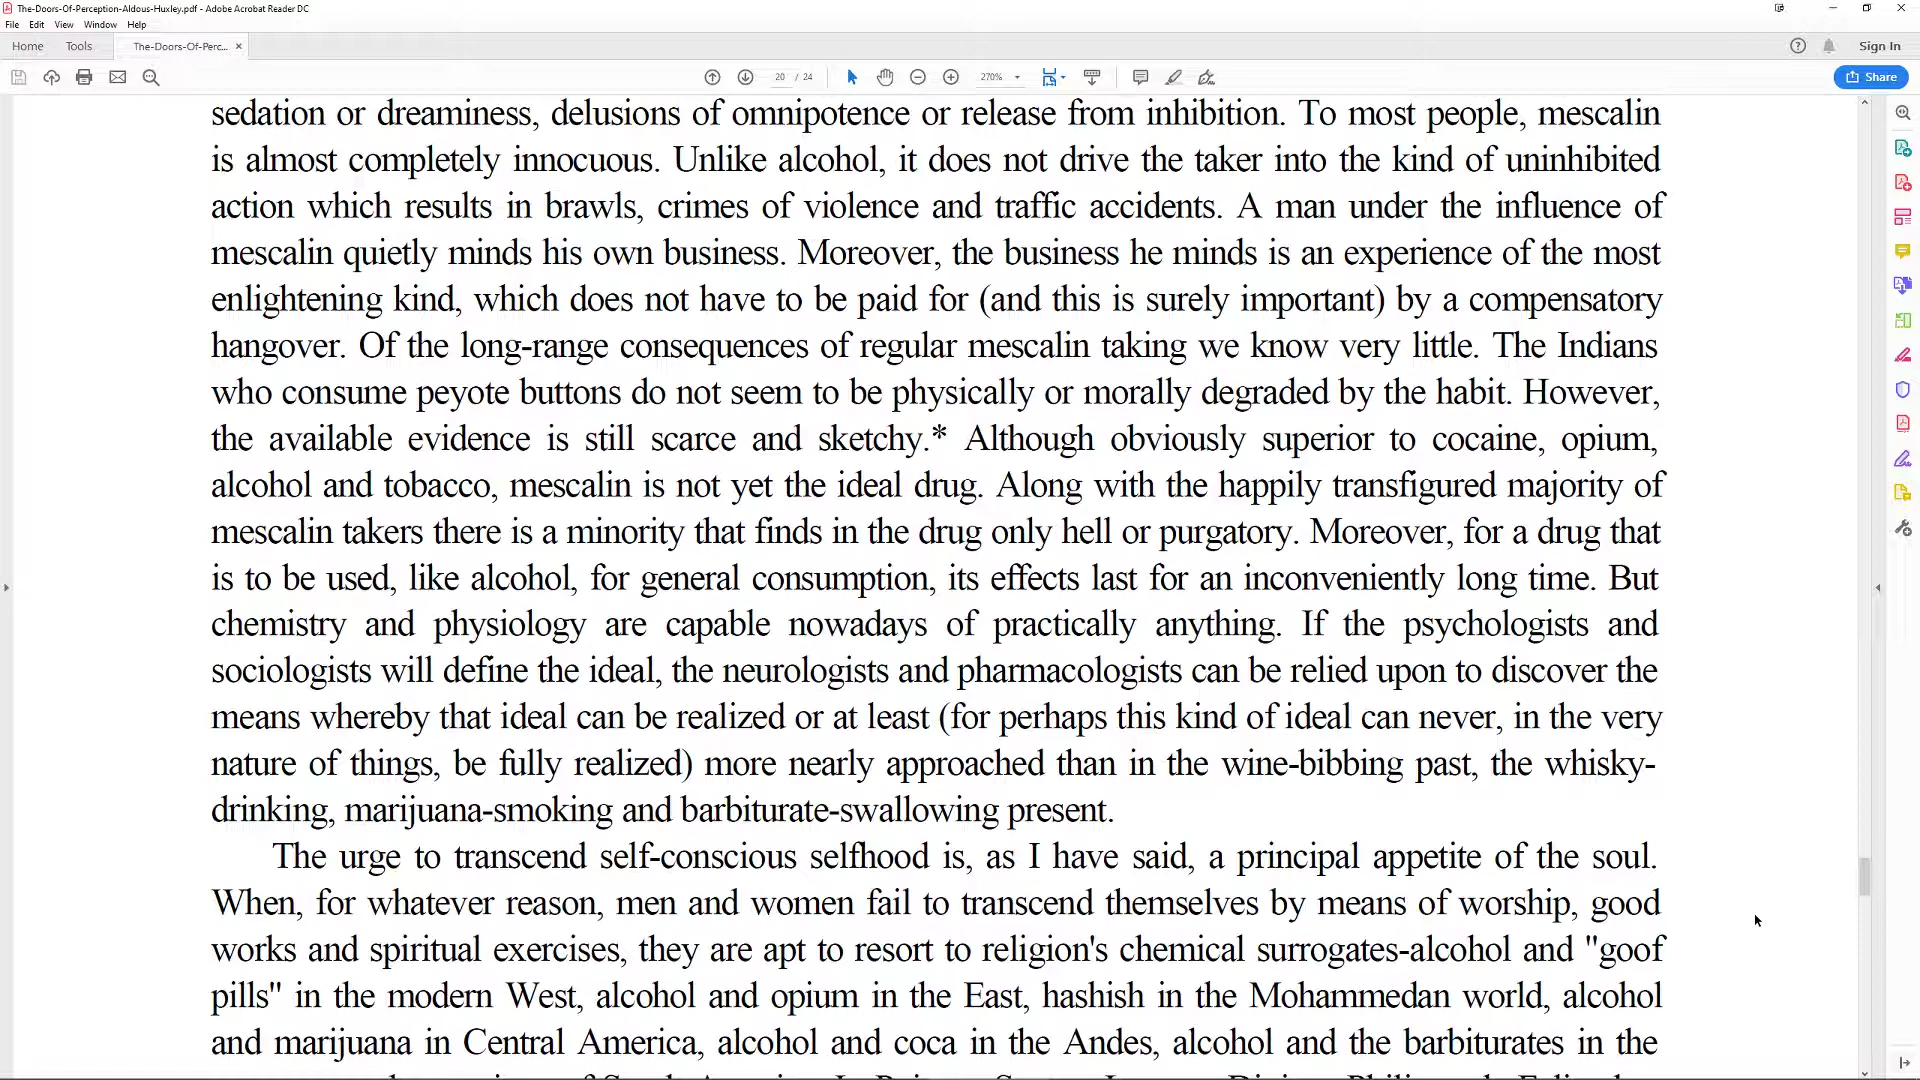 The-Doors-Of-Perception-Aldous-Huxley.pdf - Adobe Acrobat Reader DC
File Edit View Window Help
Home Tools The-Doors-Of-Perc... × Sign In
20 / 24 270% Share
sedation or dreaminess, delusions of omnipotence or release from inhibition. To most people, mescalin
is almost completely innocuous. Unlike alcohol, it does not drive the taker into the kind of uninhibited
action which results in brawls, crimes of violence and traffic accidents. A man under the influence of
mescalin quietly minds his own business. Moreover, the business he minds is an experience of the most
enlightening kind, which does not have to be paid for (and this is surely important) by a compensatory
hangover. Of the long-range consequences of regular mescalin taking we know very little. The Indians
who consume peyote buttons do not seem to be physically or morally degraded by the habit. However,
the available evidence is still scarce and sketchy.* Although obviously superior to cocaine, opium,
alcohol and tobacco, mescalin is not yet the ideal drug. Along with the happily transfigured majority of
mescalin takers there is a minority that finds in the drug only hell or purgatory. Moreover, for a drug that
is to be used, like alcohol, for general consumption, its effects last for an inconveniently long time. But
chemistry and physiology are capable nowadays of practically anything. If the psychologists and
sociologists will define the ideal, the neurologists and pharmacologists can be relied upon to discover the
means whereby that ideal can be realized or at least (for perhaps this kind of ideal can never, in the very
nature of things, be fully realized) more nearly approached than in the wine-bibbing past, the whisky-
drinking, marijuana-smoking and barbiturate-swallowing present.
The urge to transcend self-conscious selfhood is, as I have said, a principal appetite of the soul.
When, for whatever reason, men and women fail to transcend themselves by means of worship, good
works and spiritual exercises, they are apt to resort to religion's chemical surrogates-alcohol and "goof
pills" in the modern West, alcohol and opium in the East, hashish in the Mohammedan world, alcohol
and marijuana in Central America, alcohol and coca in the Andes, alcohol and the barbiturates in the